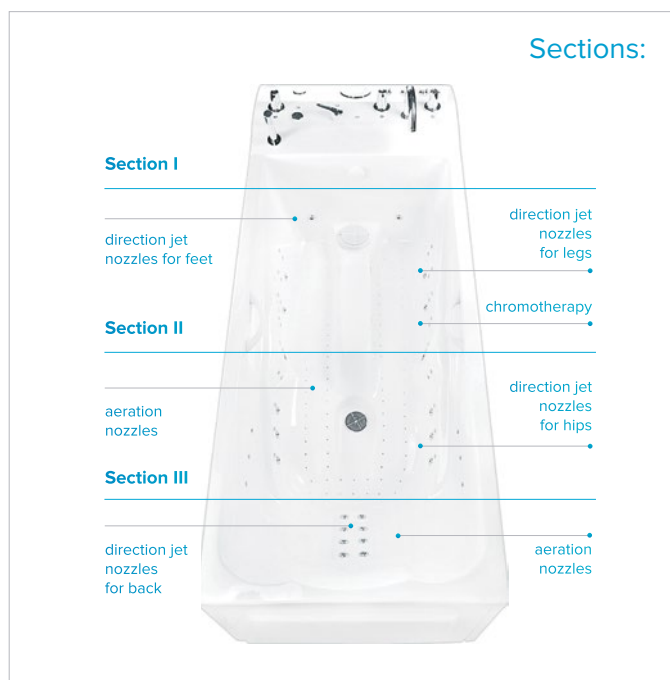 Sections:
Section I
direction jet
nozzles for feet
direction jet
nozzles
for legs
chromotherapy
Section II
aeration
nozzles
direction jet
nozzles
for hips
Section III
direction jet
nozzles
for back
aeration
nozzles